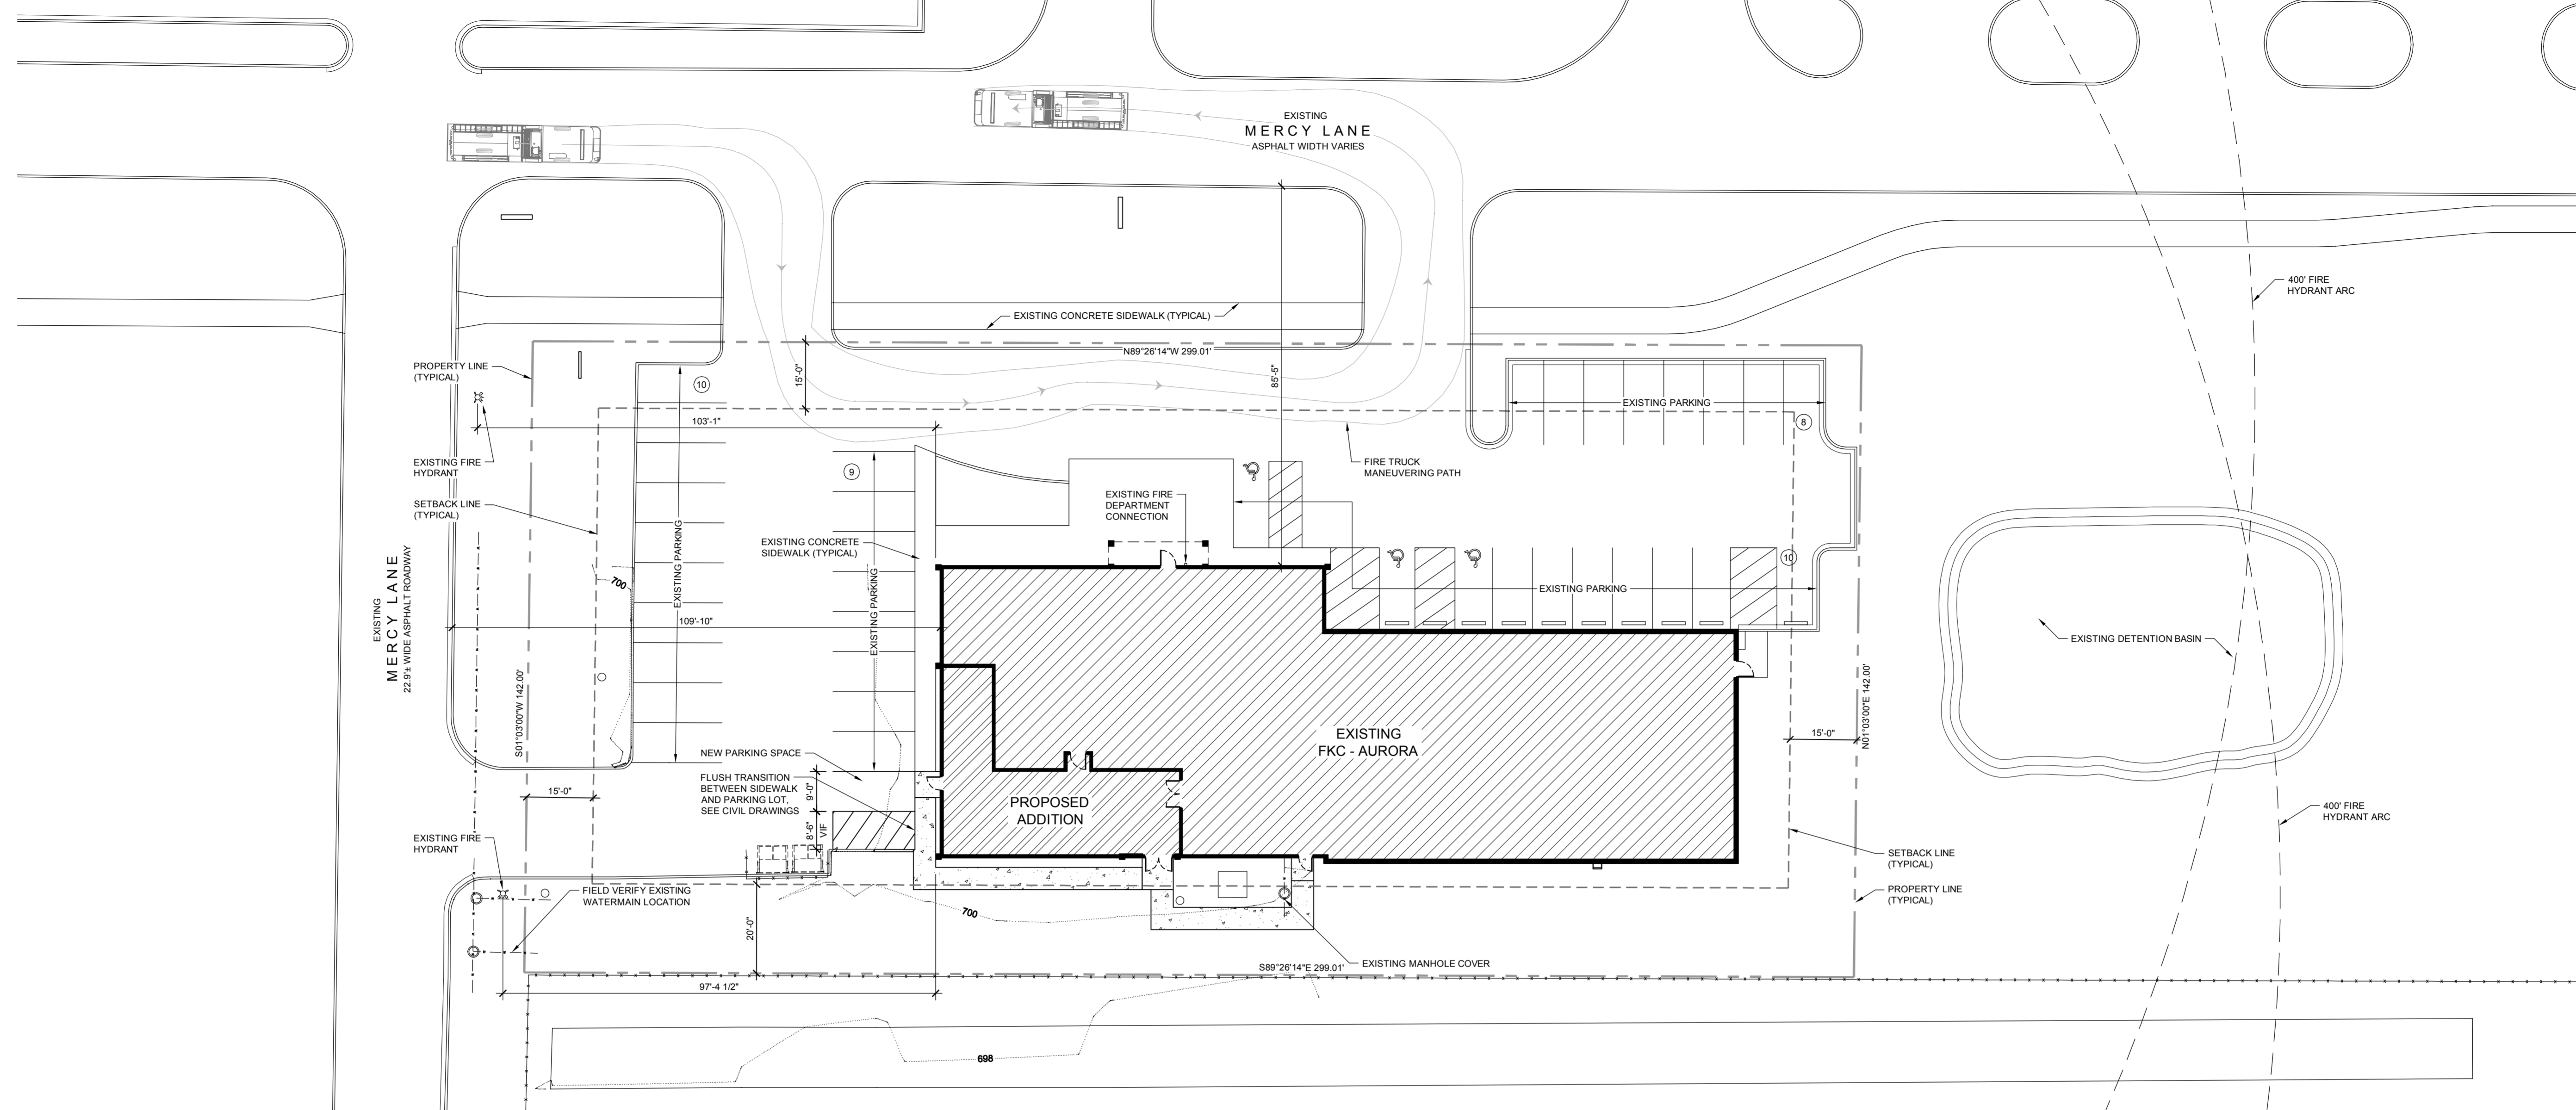 EXISTING
MERCY LANE
ASPHALT WIDTH VARIES
400' FIRE
HYDRANT ARC
EXISTING CONCRETE SIDEWALK (TYPICAL)
N89°26'14"W 299.01'
PROPERTY LINE
(TYPICAL)
15'-0"
85'-5"
10
EXISTING PARKING
8
103'-1"
EXISTING FIRE
HYDRANT
9
FIRE TRUCK
MANEUVERING PATH
SETBACK LINE
(TYPICAL)
EXISTING FIRE
DEPARTMENT
CONNECTION
EXISTING CONCRETE
SIDEWALK (TYPICAL)
10
700
EXISTING PARKING
EXISTING PARKING
EXISTING PARKING
EXISTING
MERCY LANE
22.9'± WIDE ASPHALT ROADWAY
109'-10"
EXISTING DETENTION BASIN
S01°03'00"W 142.00'
N01°03'00"E 142.00'
EXISTING
FKC - AURORA
15'-0"
NEW PARKING SPACE
FLUSH TRANSITION
BETWEEN SIDEWALK
AND PARKING LOT,
SEE CIVIL DRAWINGS
9'-0"
8'-6"
VIF
15'-0"
PROPOSED
ADDITION
400' FIRE
HYDRANT ARC
EXISTING FIRE
HYDRANT
SETBACK LINE
(TYPICAL)
FIELD VERIFY EXISTING
WATERMAIN LOCATION
PROPERTY LINE
(TYPICAL)
700
20'-0"
EXISTING MANHOLE COVER
S89°26'14"E 299.01'
97'-4 1/2"
698